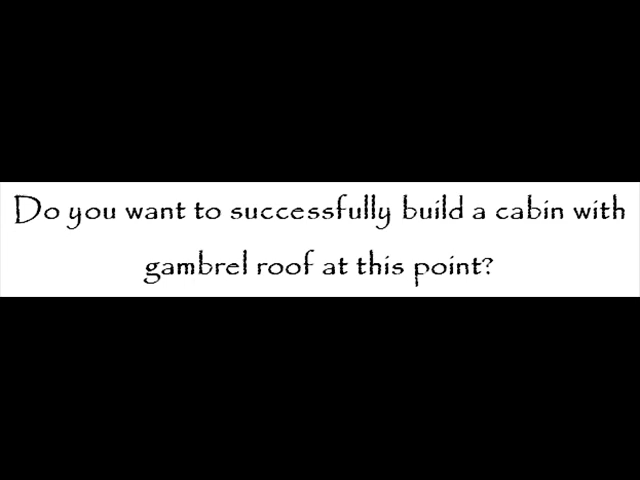 Do you want to successfully build a cabin with
gambrel roof at this point?